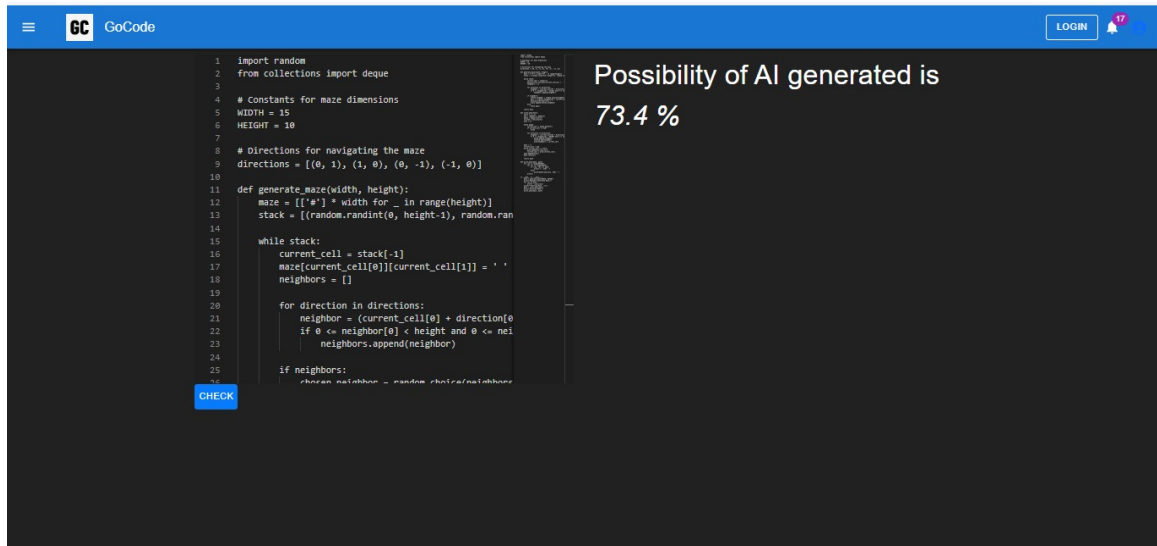 GC GoCode
LOGIN
17
1 import random
2 from collections import deque
3
4 # Constants for maze dimensions
5 WIDTH = 15
6 HEIGHT = 10
7
8 # Directions for navigating the maze
9 directions = [(0, 1), (1, 0), (0, -1), (-1, 0)]
10
11 def generate_maze(width, height):
12 maze = [['#'] * width for _ in range(height)]
13 stack = [(random.randint(0, height-1), random.ran
14
15 while stack:
16 current_cell = stack[-1]
17 maze[current_cell[0]][current_cell[1]] = ' '
18 neighbors = []
19
20 for direction in directions:
21 neighbor = (current_cell[0] + direction[0
22 if 0 <= neighbor[0] < height and 0 <= nei
23 neighbors.append(neighbor)
24
25 if neighbors:
26 chosen_neighbor = random.choice(neighbors
CHECK
Possibility of AI generated is
73.4 %